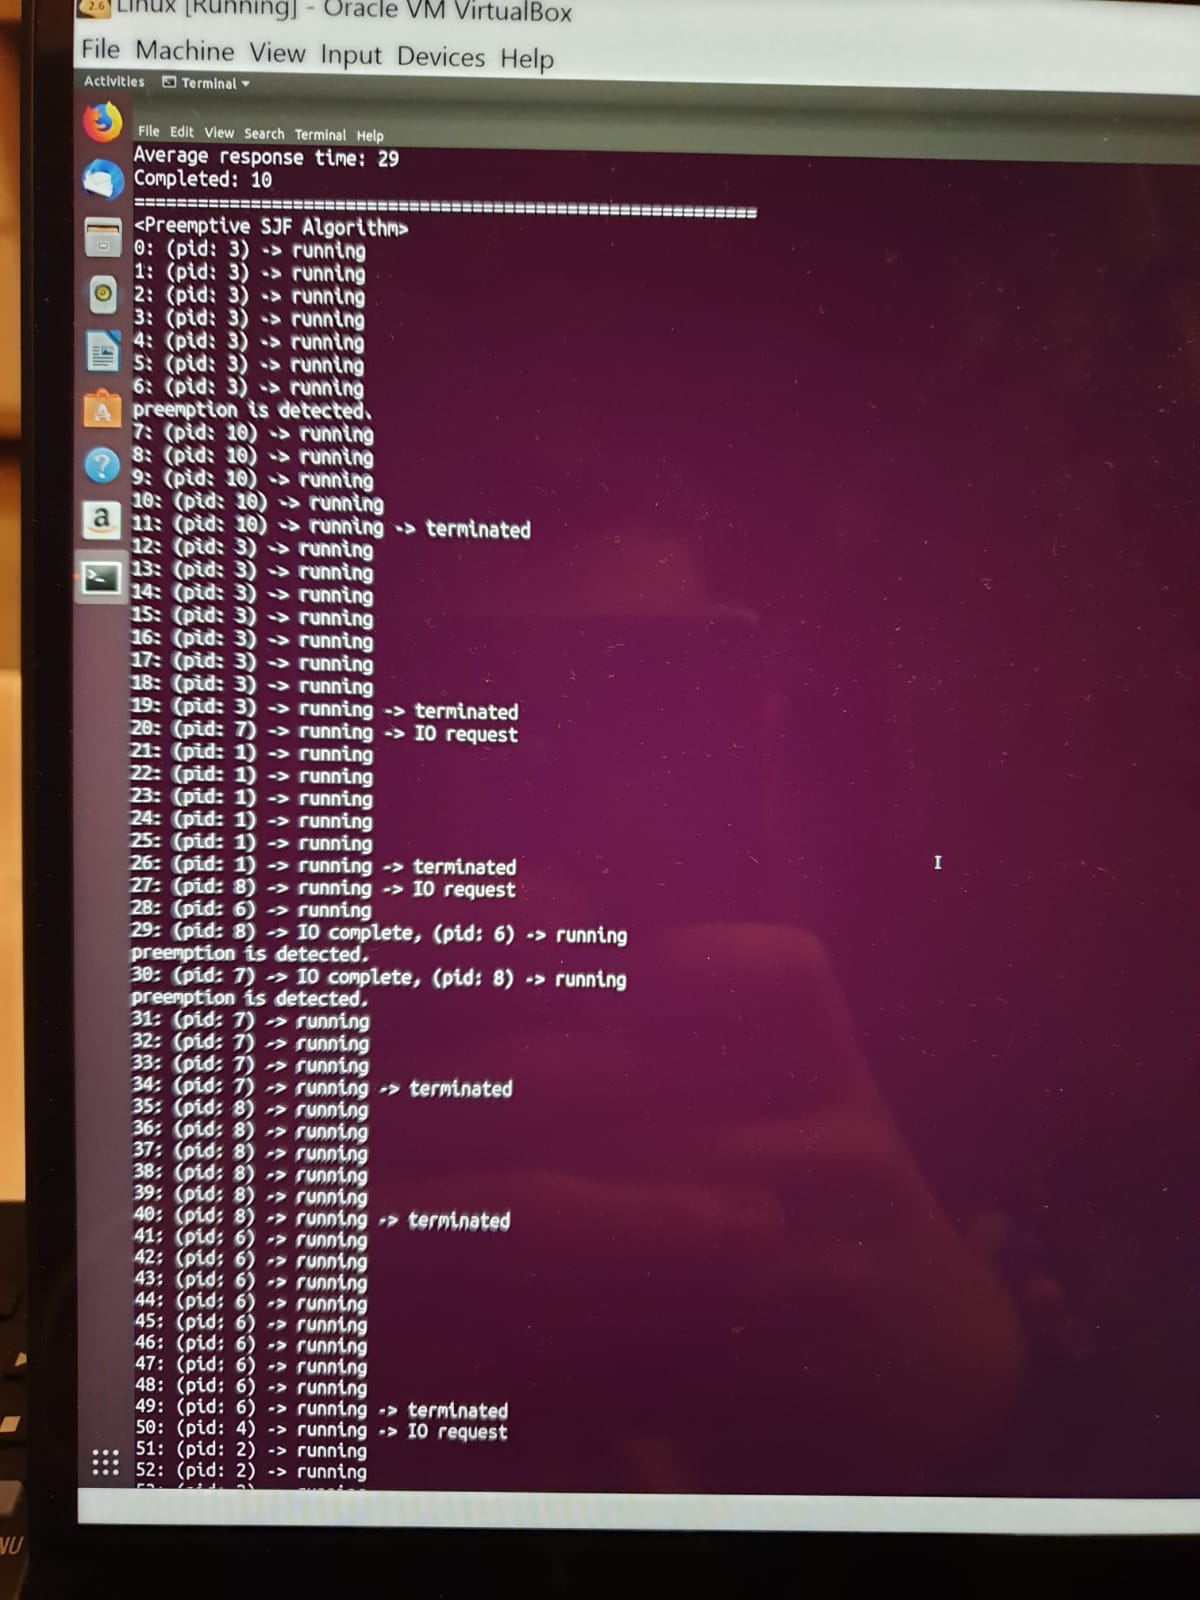 Linux [Running] - Oracle VM VirtualBox
File Machine View Input Devices Help
Activities Terminal
File Edit View Search Terminal Help
Average response time: 29
Completed: 10
===========================================================
<Preemptive SJF Algorithm>
0: (pid: 3) -> running
1: (pid: 3) -> running
2: (pid: 3) -> running
3: (pid: 3) -> running
4: (pid: 3) -> running
5: (pid: 3) -> running
6: (pid: 3) -> running
preemption is detected.
7: (pid: 10) -> running
8: (pid: 10) -> running
9: (pid: 10) -> running
10: (pid: 10) -> running
11: (pid: 10) -> running -> terminated
12: (pid: 3) -> running
13: (pid: 3) -> running
14: (pid: 3) -> running
15: (pid: 3) -> running
16: (pid: 3) -> running
17: (pid: 3) -> running
18: (pid: 3) -> running
19: (pid: 3) -> running -> terminated
20: (pid: 7) -> running -> IO request
21: (pid: 1) -> running
22: (pid: 1) -> running
23: (pid: 1) -> running
24: (pid: 1) -> running
25: (pid: 1) -> running
26: (pid: 1) -> running -> terminated
27: (pid: 8) -> running -> IO request
28: (pid: 6) -> running
29: (pid: 8) -> IO complete, (pid: 6) -> running
preemption is detected.
30: (pid: 7) -> IO complete, (pid: 8) -> running
preemption is detected.
31: (pid: 7) -> running
32: (pid: 7) -> running
33: (pid: 7) -> running
34: (pid: 7) -> running -> terminated
35: (pid: 8) -> running
36: (pid: 8) -> running
37: (pid: 8) -> running
38: (pid: 8) -> running
39: (pid: 8) -> running
40: (pid: 8) -> running -> terminated
41: (pid: 6) -> running
42: (pid: 6) -> running
43: (pid: 6) -> running
44: (pid: 6) -> running
45: (pid: 6) -> running
46: (pid: 6) -> running
47: (pid: 6) -> running
48: (pid: 6) -> running
49: (pid: 6) -> running -> terminated
50: (pid: 4) -> running -> IO request
51: (pid: 2) -> running
52: (pid: 2) -> running